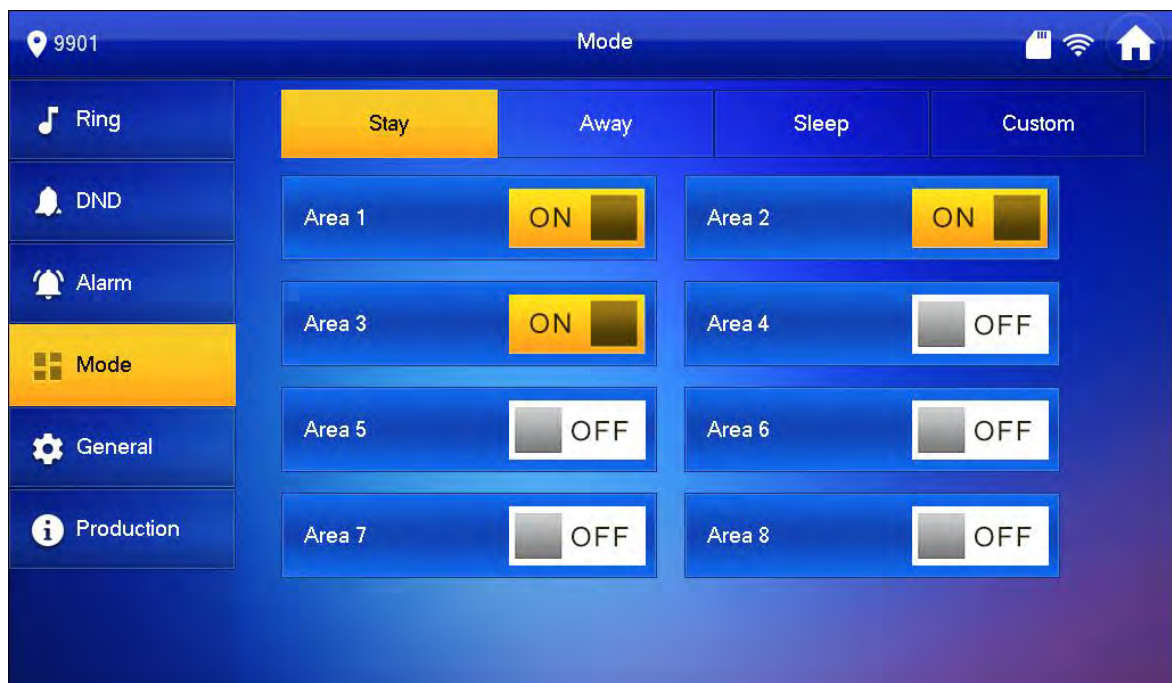 9901
Mode
Ring
DND
Alarm
Mode
General
Production
Stay Away Sleep Custom
Area 1 ON Area 2 ON
Area 3 ON Area 4 OFF
Area 5 OFF Area 6 OFF
Area 7 OFF Area 8 OFF